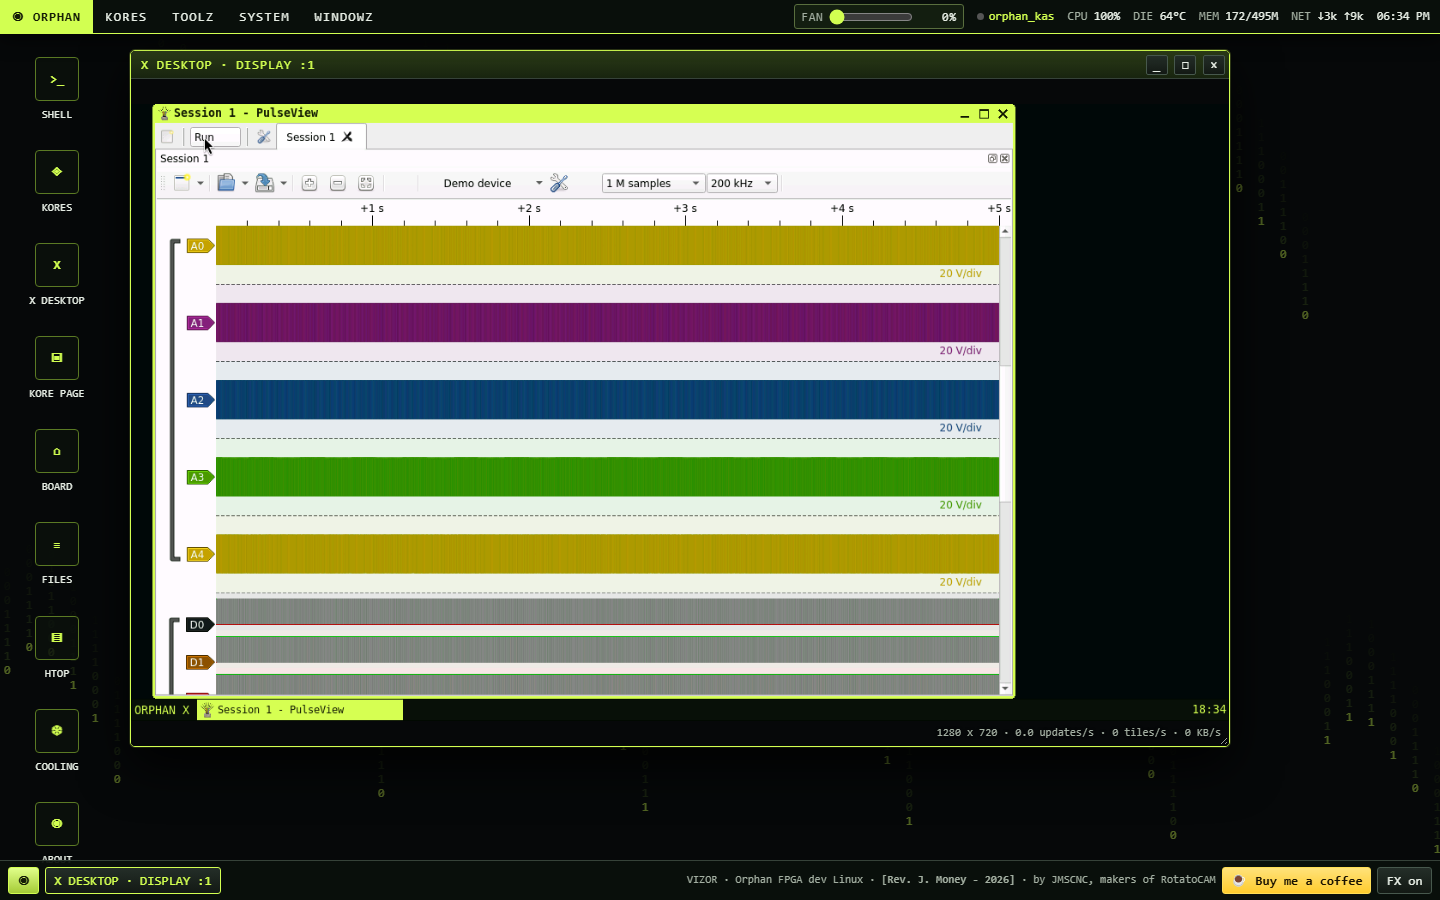 ORPHAN KORES TOOLZ SYSTEM WINDOWZ FAN 0% orphan_kas CPU 100% DIE 64°C MEM 172/495M NET ↓3k ↑9k 06:34 PM
>_
SHELL
KORES
X
X DESKTOP
KORE PAGE
BOARD
FILES
HTOP
COOLING
ABOUT
X DESKTOP · DISPLAY :1
_ □ x
Session 1 - PulseView
Run Session 1
Session 1
Demo device 1 M samples 200 kHz
+1 s +2 s +3 s +4 s +5 s
A0
20 V/div
A1
20 V/div
A2
20 V/div
A3
20 V/div
A4
20 V/div
D0
D1
ORPHAN X Session 1 - PulseView 18:34
1280 x 720 · 0.0 updates/s · 0 tiles/s · 0 KB/s
X DESKTOP · DISPLAY :1 VIZOR · Orphan FPGA dev Linux · [Rev. J. Money - 2026] · by JMSCNC, makers of RotatoCAM Buy me a coffee FX on